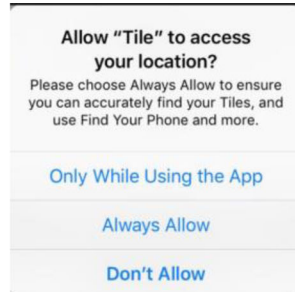 Allow “Tile” to access
your location?
Please choose Always Allow to ensure
you can accurately find your Tiles, and
use Find Your Phone and more.
Only While Using the App
Always Allow
Don’t Allow